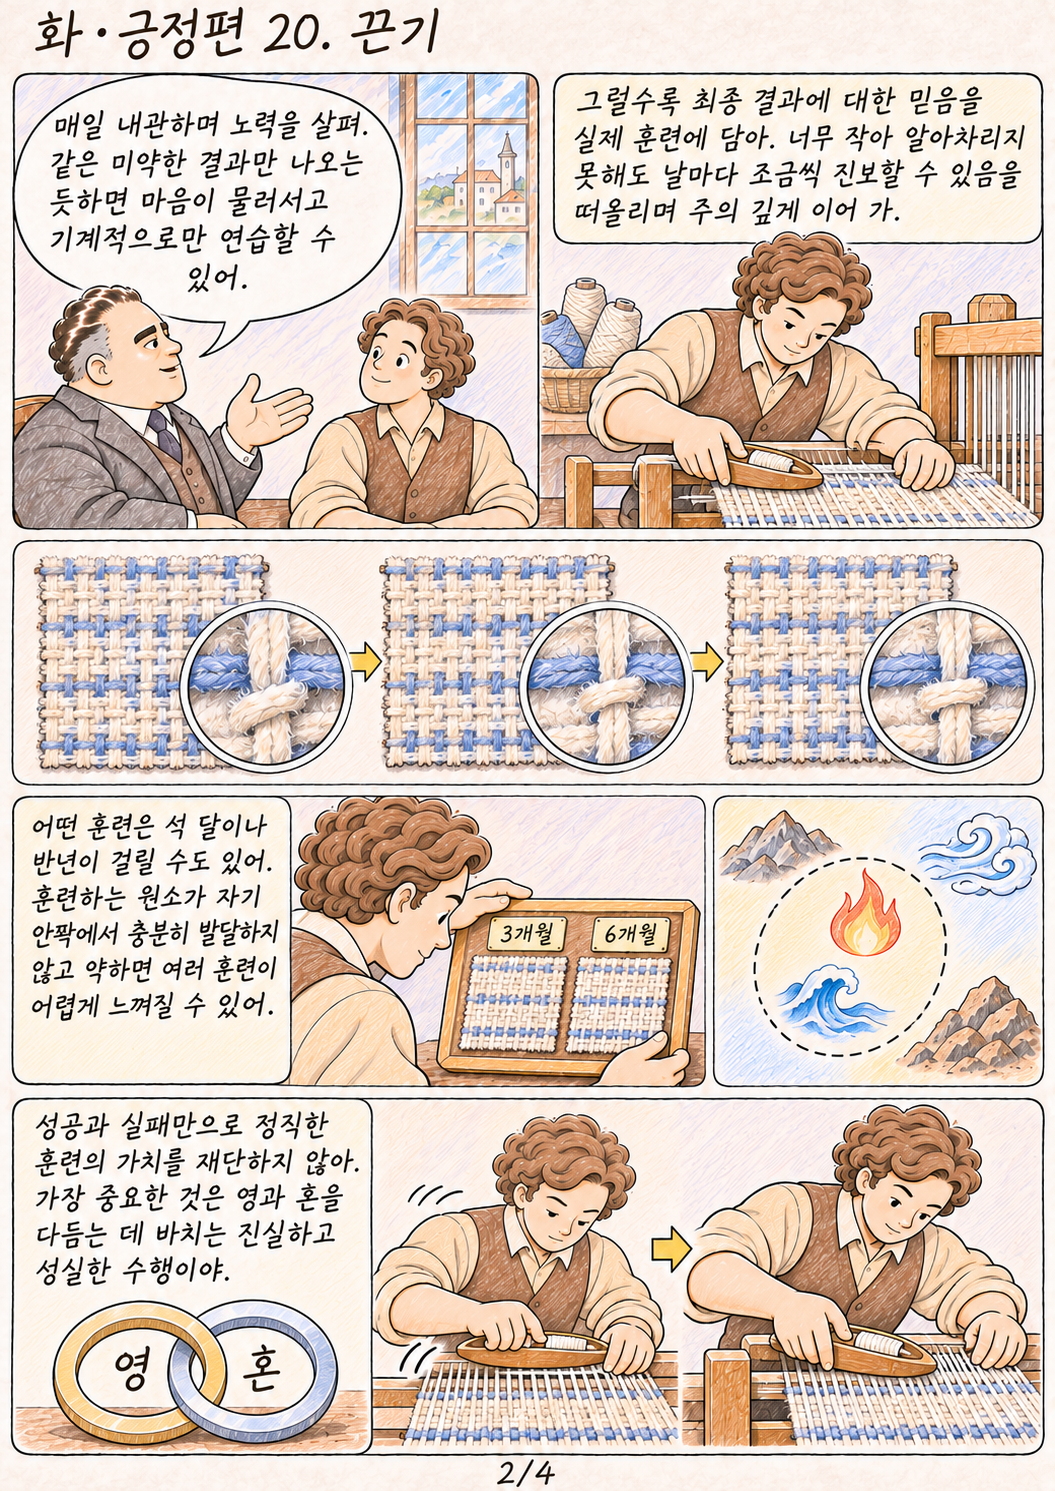 화·긍정편 20. 끈기
매일 내관하며 노력을 살펴.
같은 미약한 결과만 나오는
듯하면 마음이 물러서고
기계적으로만 연습할 수
있어.
그럴수록 최종 결과에 대한 믿음을
실제 훈련에 담아. 너무 작아 알아차리지
못해도 날마다 조금씩 진보할 수 있음을
떠올리며 주의 깊게 이어 가.
어떤 훈련은 석 달이나
반년이 걸릴 수도 있어.
훈련하는 원소가 자기
안팎에서 충분히 발달하지
않고 약하면 여러 훈련이
어렵게 느껴질 수 있어.
3개월
6개월
성공과 실패만으로 정직한
훈련의 가치를 재단하지 않아.
가장 중요한 것은 영과 혼을
다듬는 데 바치는 진실하고
성실한 수행이야.
영
혼
2/4